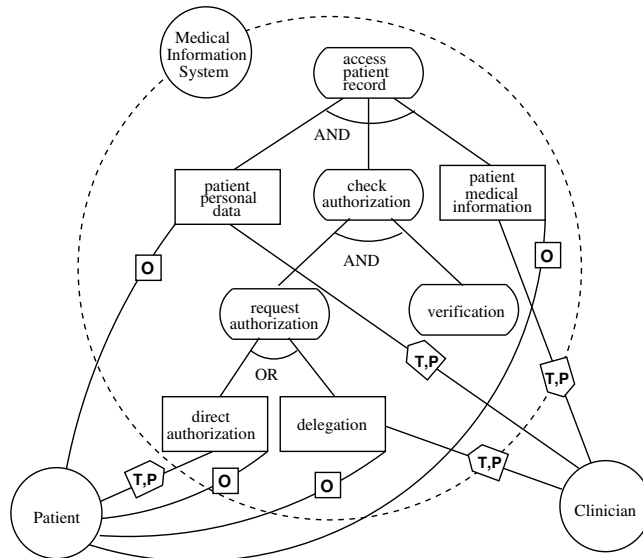 Medical
Information
System
access
patient
record
AND
patient
personal
data
check
authorization
patient
medical
information
O
AND
O
request
authorization
verification
T,P
T,P
OR
direct
authorization
delegation
T,P
O
O
T,P
Patient
Clinician